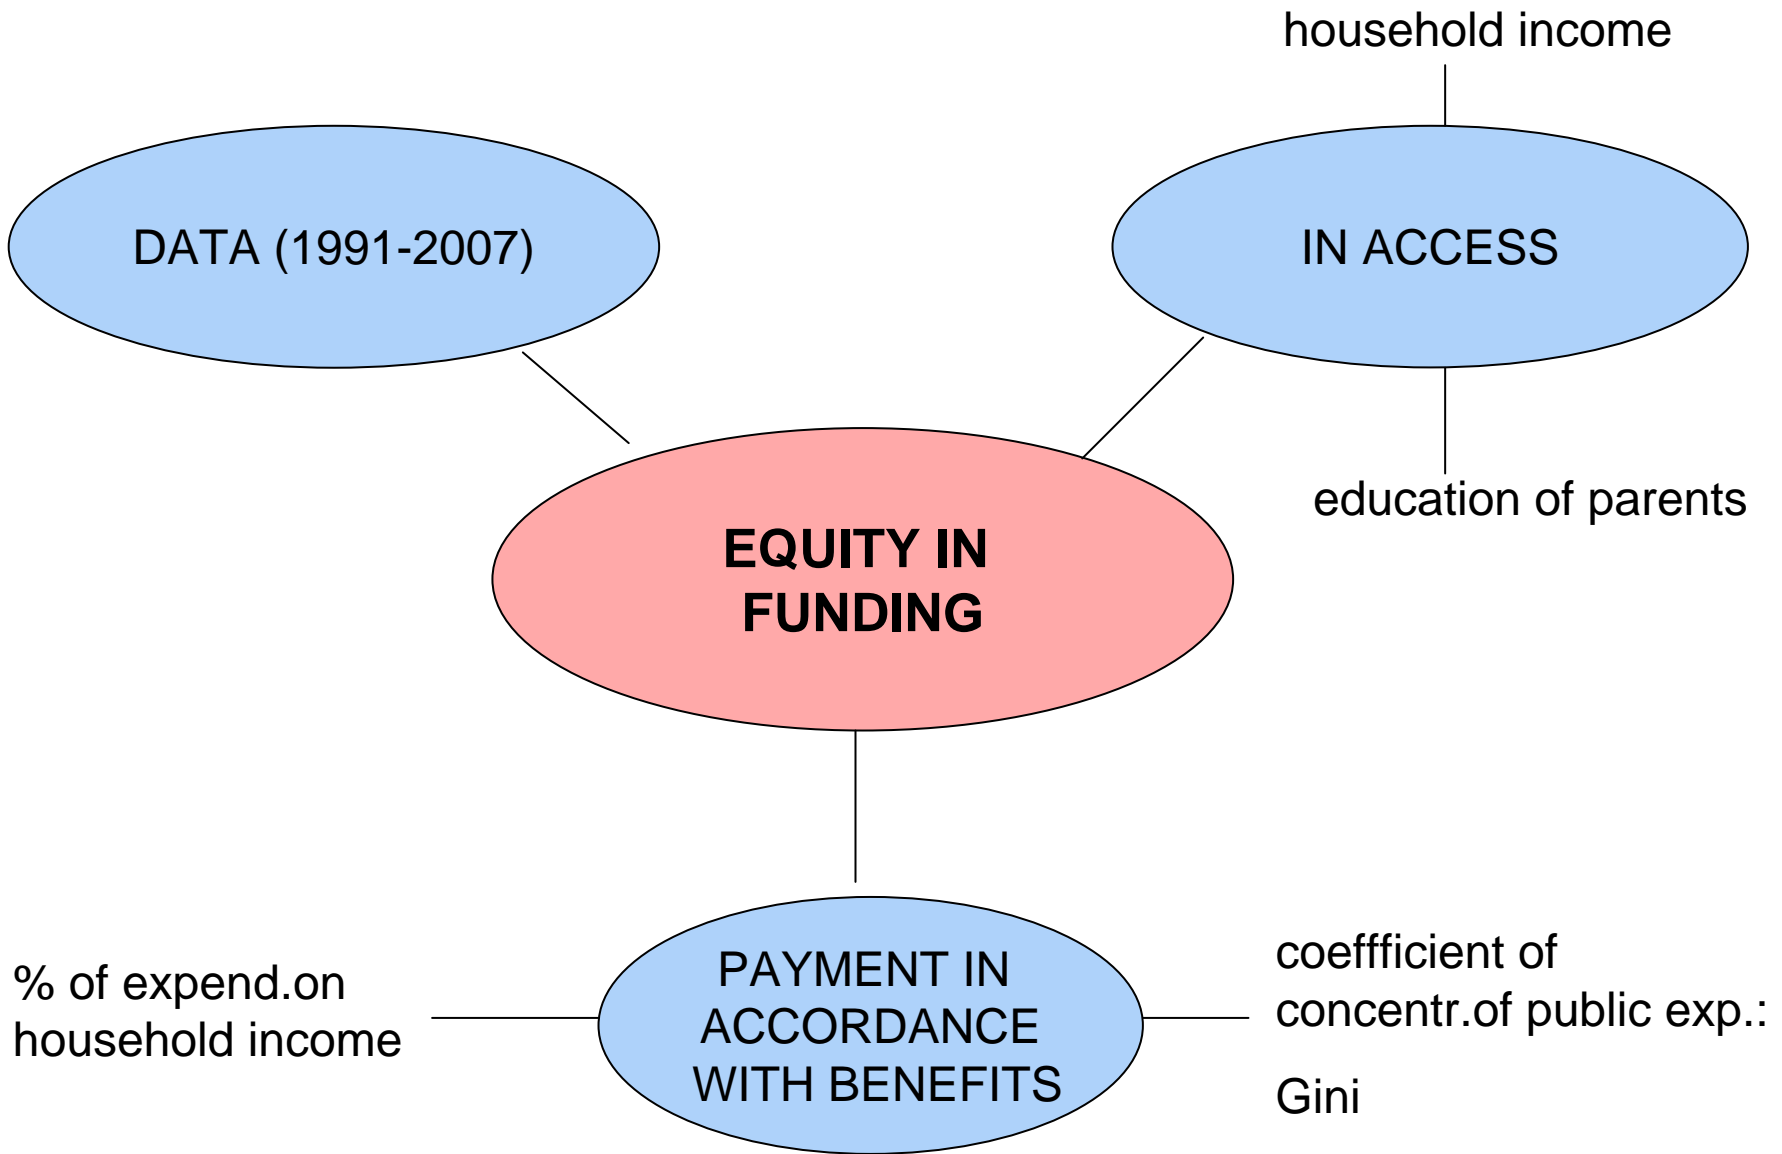 household income
DATA (1991-2007)
IN ACCESS
education of parents
EQUITY IN
FUNDING
% of expend.on
household income
PAYMENT IN
ACCORDANCE
WITH BENEFITS
coeffficient of
concentr.of public exp.:
Gini